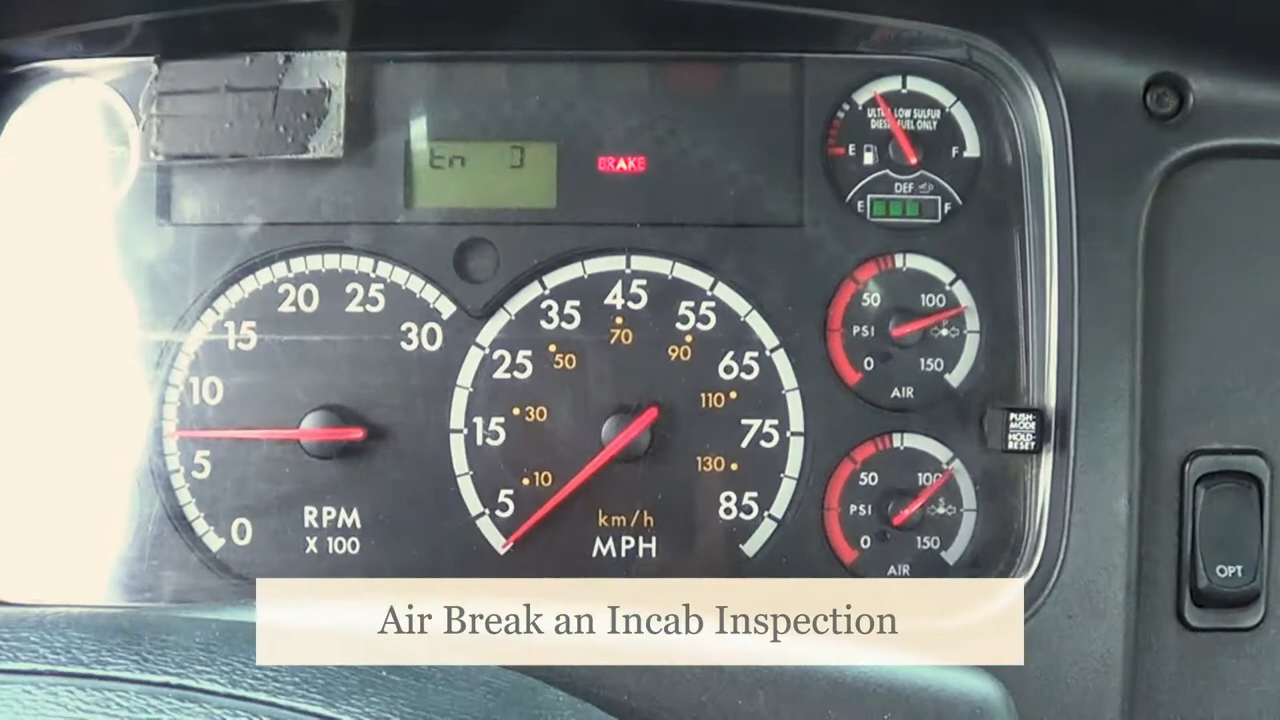 BRAKE
ULTRA LOW SULFUR
DIESEL FUEL ONLY
E F
DEF
E F
20 25
15 30
10
5
0
RPM
X 100
45
35 55
70
50 90
25 65
110
30
15 75
130
10
5 85
km/h
MPH
50 100
PSI P
0 150
AIR
50 100
PSI S
0 150
AIR
PUSH-
MODE
HOLD-
RESET
OPT
Air Break an Incab Inspection